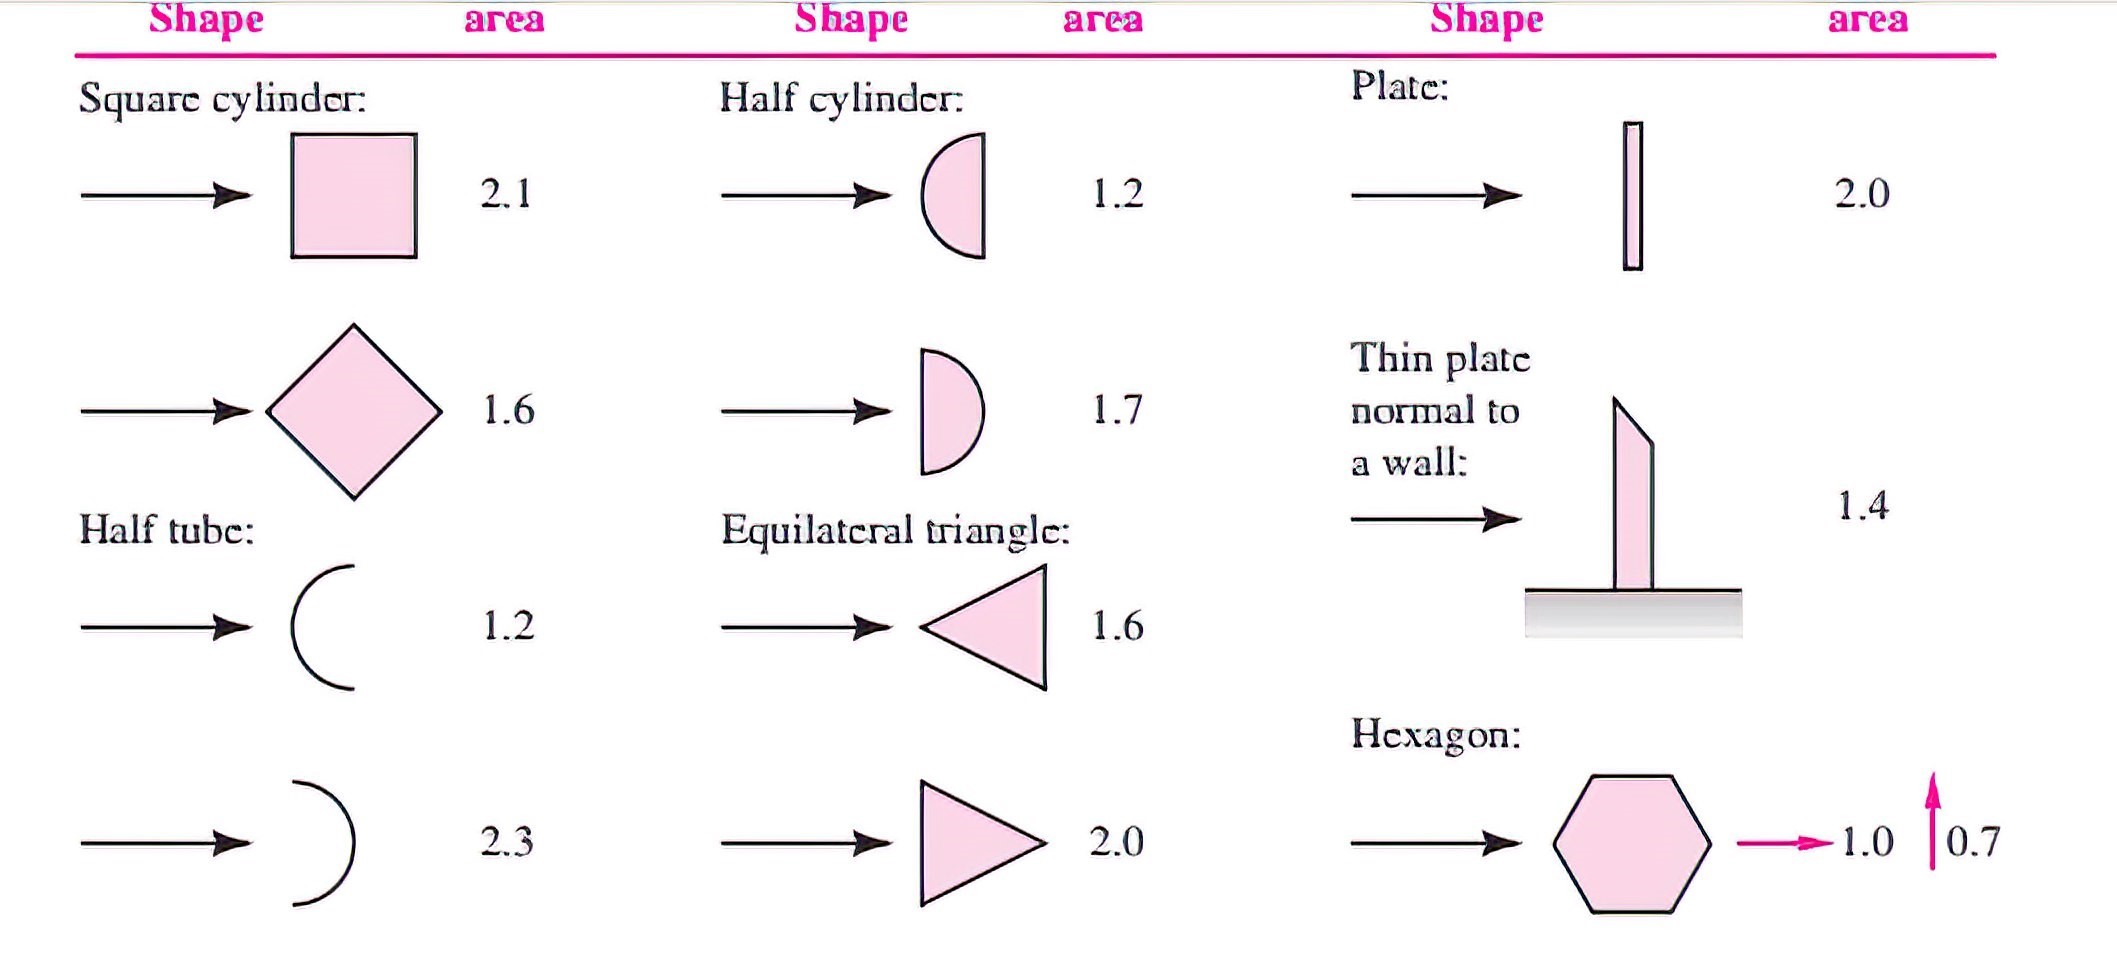 Shape area Shape area Shape area
Square cylinder: Half cylinder: Plate:
2.1 1.2 2.0
1.6 1.7
Thin plate
normal to
a wall:
1.4
Half tube: Equilateral triangle:
1.2 1.6
Hexagon:
2.3 2.0 1.0 0.7